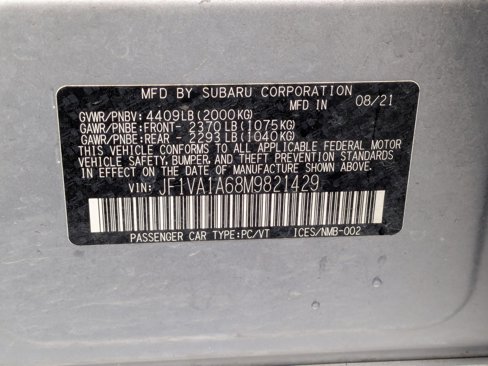 MFD BY SUBARU CORPORATION
MFD IN 08/21
GVWR/PNBV: 4409LB(2000KG)
GAWR/PNBE:FRONT- 2370LB(1075KG)
GAWR/PNBE:REAR - 2293LB(1040KG)
THIS VEHICLE CONFORMS TO ALL APPLICABLE FEDERAL MOTOR
VEHICLE SAFETY, BUMPER, AND THEFT PREVENTION STANDARDS
IN EFFECT ON THE DATE OF MANUFACTURE SHOWN ABOVE.
VIN: JF1VA1A68M9821429
PASSENGER CAR TYPE:PC/VT ICES/NMB-002